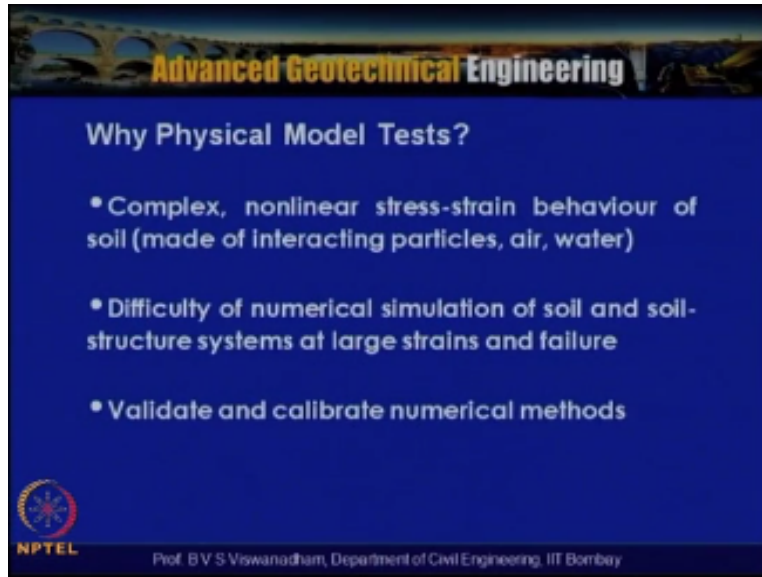 Advanced Geotechnical Engineering
Why Physical Model Tests?
•Complex, nonlinear stress-strain behaviour of
soil (made of interacting particles, air, water)
•Difficulty of numerical simulation of soil and soil-
structure systems at large strains and failure
•Validate and calibrate numerical methods
NPTEL
Prof. B V S Viswanadham, Department of Civil Engineering, IIT Bombay